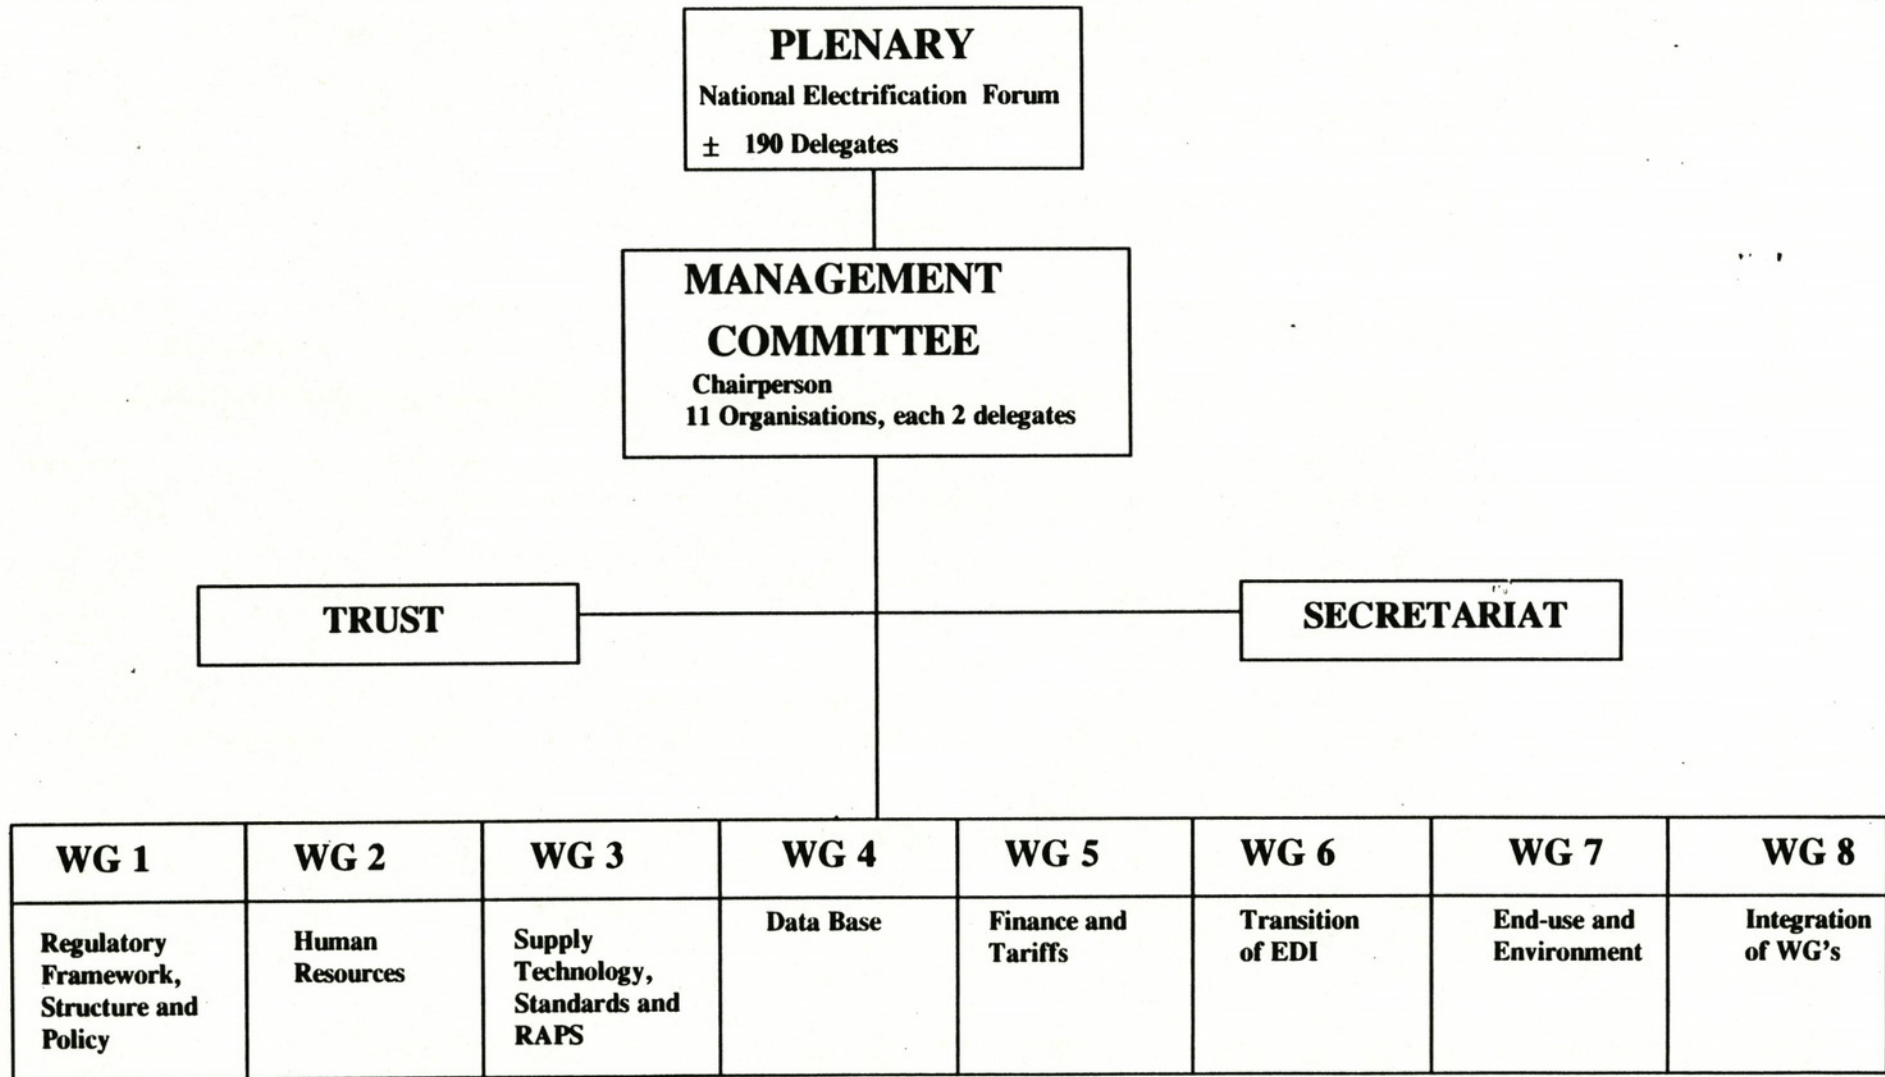 PLENARY
National Electrification Forum
± 190 Delegates
MANAGEMENT
COMMITTEE
Chairperson
11 Organisations, each 2 delegates
TRUST
SECRETARIAT
WG 1
Regulatory
Framework,
Structure and
Policy
WG 2
Human
Resources
WG 3
Supply
Technology,
Standards and
RAPS
WG 4
Data Base
WG 5
Finance and
Tariffs
WG 6
Transition
of EDI
WG 7
End-use and
Environment
WG 8
Integration
of WG's